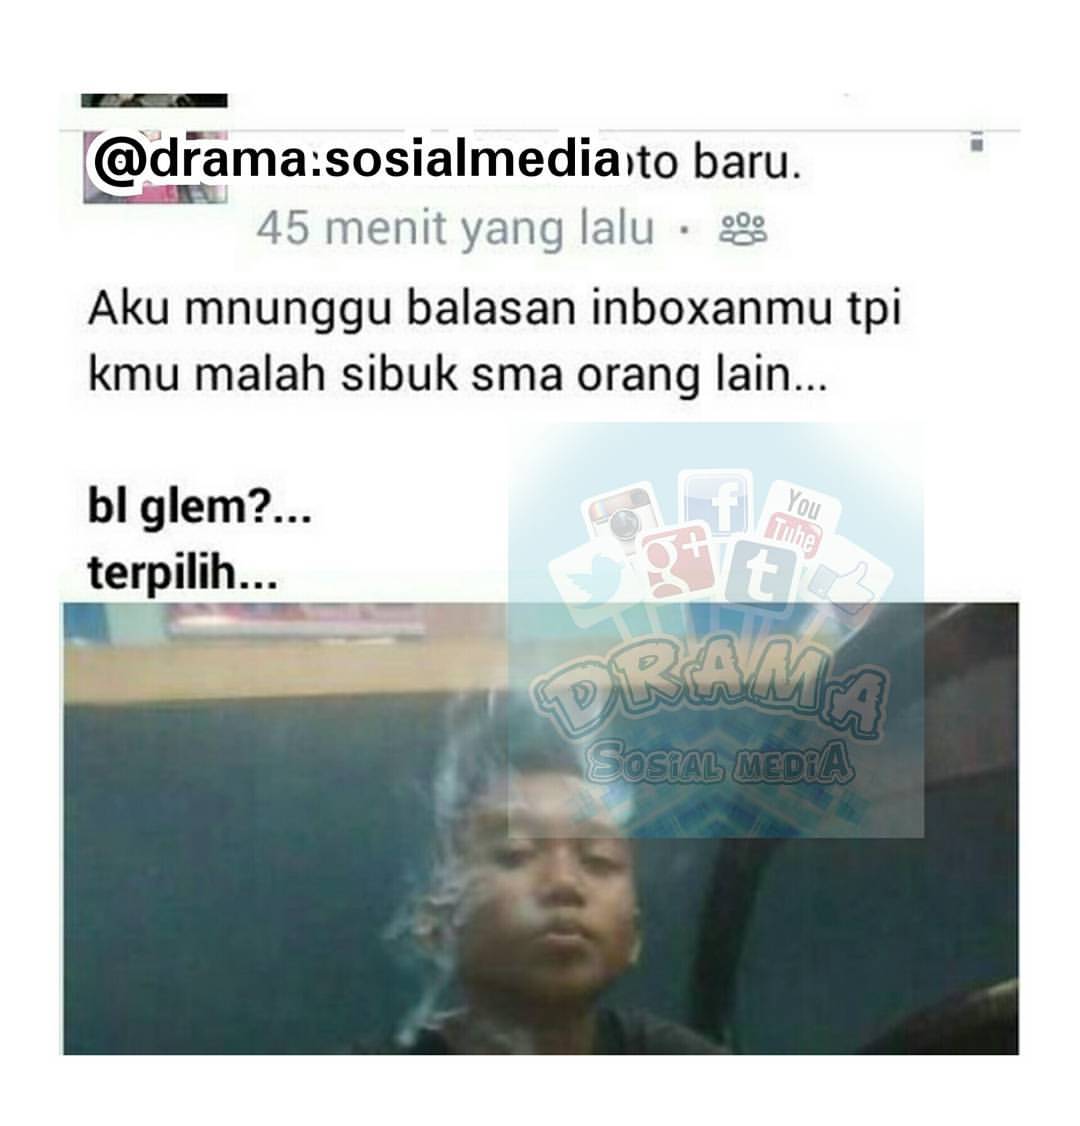 @drama:sosialmedia oto baru.
45 menit yang lalu ·
Aku mnunggu balasan inboxanmu tpi
kmu malah sibuk sma orang lain...
bl glem?...
terpilih...
f
You
Tube
g+
t
DRAMA
SOSiAL MEDiA